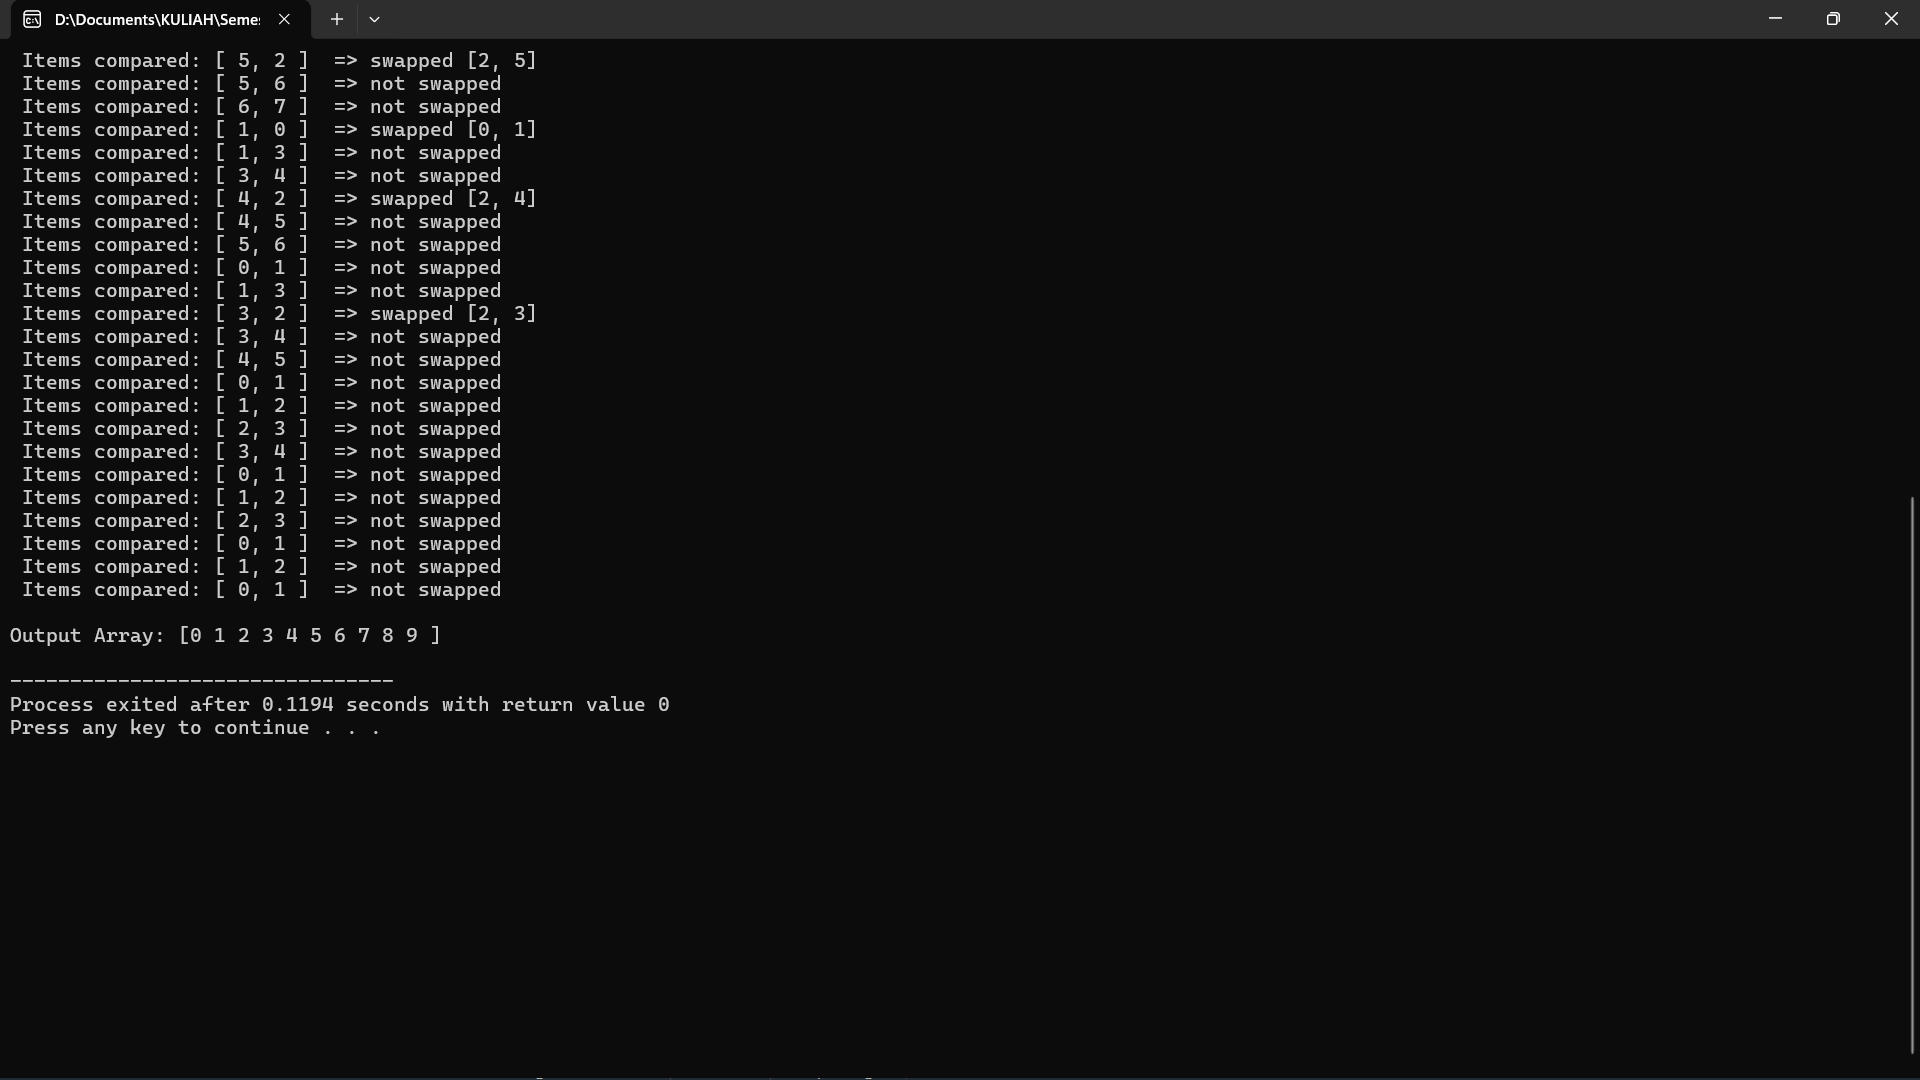 D:\Documents\KULIAH\Seme
Items compared: [ 5, 2 ]  => swapped [2, 5]
Items compared: [ 5, 6 ]  => not swapped
Items compared: [ 6, 7 ]  => not swapped
Items compared: [ 1, 0 ]  => swapped [0, 1]
Items compared: [ 1, 3 ]  => not swapped
Items compared: [ 3, 4 ]  => not swapped
Items compared: [ 4, 2 ]  => swapped [2, 4]
Items compared: [ 4, 5 ]  => not swapped
Items compared: [ 5, 6 ]  => not swapped
Items compared: [ 0, 1 ]  => not swapped
Items compared: [ 1, 3 ]  => not swapped
Items compared: [ 3, 2 ]  => swapped [2, 3]
Items compared: [ 3, 4 ]  => not swapped
Items compared: [ 4, 5 ]  => not swapped
Items compared: [ 0, 1 ]  => not swapped
Items compared: [ 1, 2 ]  => not swapped
Items compared: [ 2, 3 ]  => not swapped
Items compared: [ 3, 4 ]  => not swapped
Items compared: [ 0, 1 ]  => not swapped
Items compared: [ 1, 2 ]  => not swapped
Items compared: [ 2, 3 ]  => not swapped
Items compared: [ 0, 1 ]  => not swapped
Items compared: [ 1, 2 ]  => not swapped
Items compared: [ 0, 1 ]  => not swapped
Output Array: [0 1 2 3 4 5 6 7 8 9 ]
--------------------------------
Process exited after 0.1194 seconds with return value 0
Press any key to continue . . .